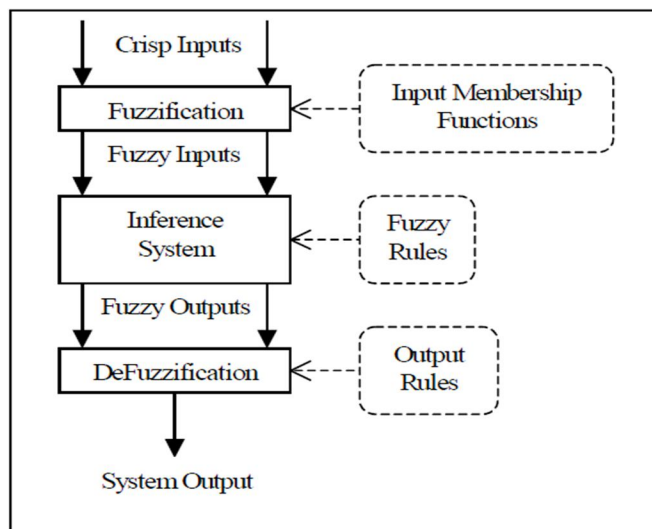 Crisp Inputs
Fuzzification
Input Membership
Functions
Fuzzy Inputs
Inference
System
Fuzzy
Rules
Fuzzy Outputs
DeFuzzification
Output
Rules
System Output